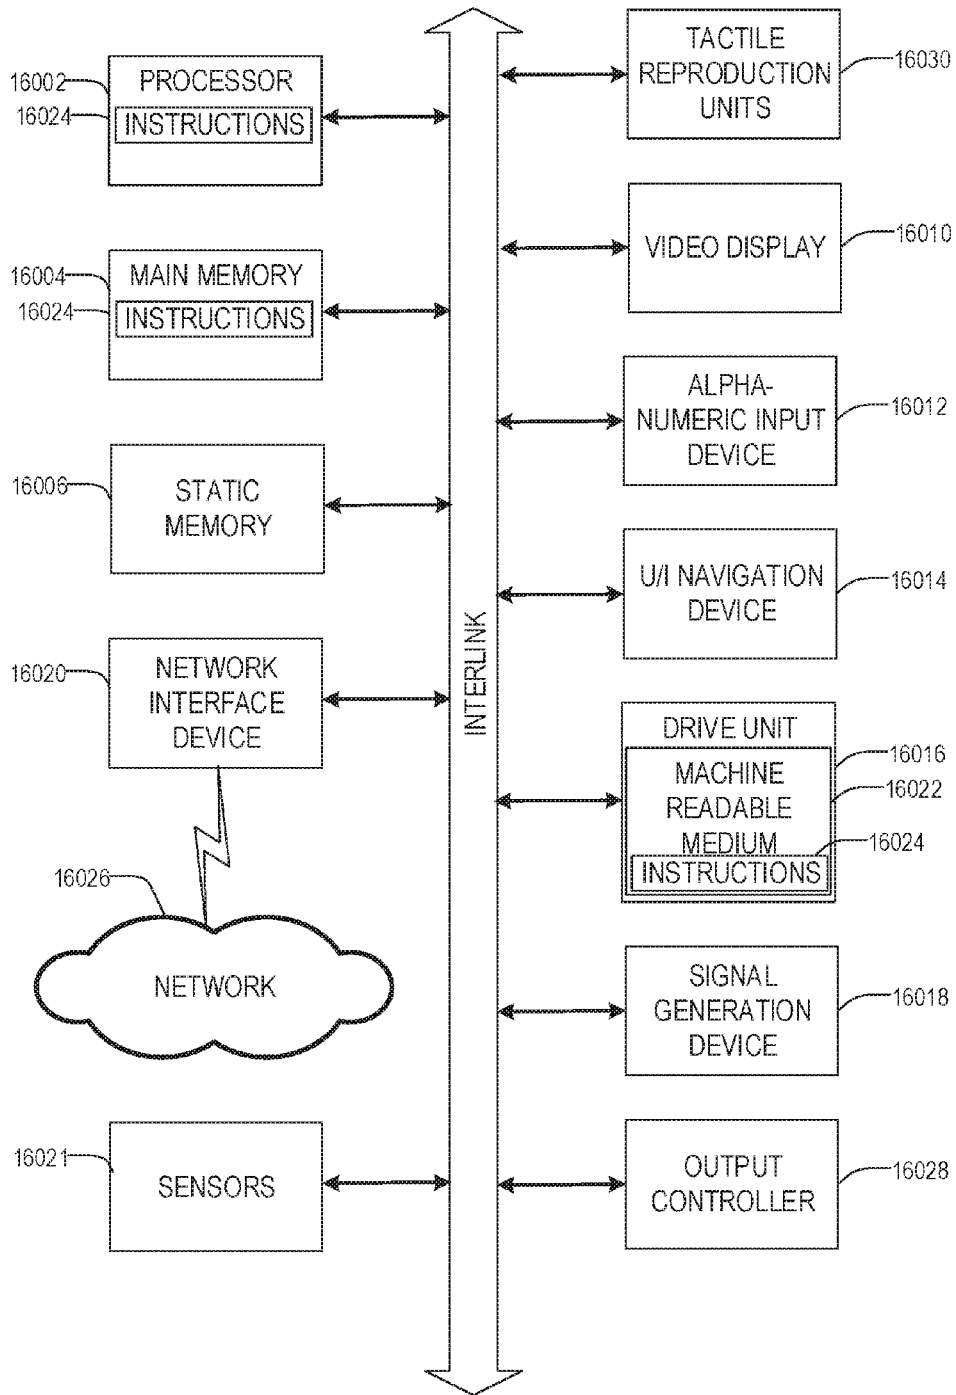 16002
PROCESSOR
16024
INSTRUCTIONS
16004
MAIN MEMORY
16024
INSTRUCTIONS
16006
STATIC
MEMORY
16020
NETWORK
INTERFACE
DEVICE
16026
NETWORK
16021
SENSORS
INTERLINK
TACTILE
REPRODUCTION
UNITS
16030
VIDEO DISPLAY
16010
ALPHA-
NUMERIC INPUT
DEVICE
16012
U/I NAVIGATION
DEVICE
16014
DRIVE UNIT
16016
MACHINE
READABLE
MEDIUM
16022
16024
INSTRUCTIONS
SIGNAL
GENERATION
DEVICE
16018
OUTPUT
CONTROLLER
16028